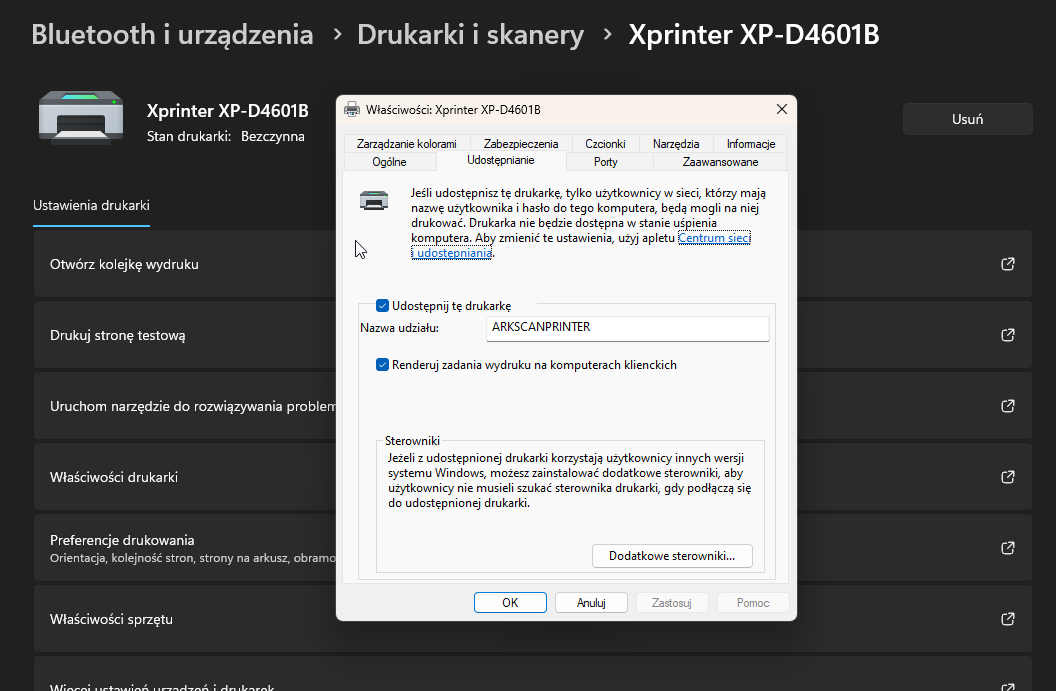 Bluetooth i urządzenia > Drukarki i skanery > Xprinter XP-D4601B
Xprinter XP-D4601B
Stan drukarki: Bezczynna
Usuń
Ustawienia drukarki
Otwórz kolejkę wydruku
Drukuj stronę testową
Uruchom narzędzie do rozwiązywania problem
Właściwości drukarki
Preferencje drukowania
Orientacja, kolejność stron, strony na arkusz, obramo
Właściwości sprzętu
Więcej ustawień urządzeń i drukarek
Właściwości: Xprinter XP-D4601B
Zarządzanie kolorami Zabezpieczenia Czcionki Narzędzia Informacje
Ogólne Udostępnianie Porty Zaawansowane
Jeśli udostępnisz tę drukarkę, tylko użytkownicy w sieci, którzy mają
nazwę użytkownika i hasło do tego komputera, będą mogli na niej
drukować. Drukarka nie będzie dostępna w stanie uśpienia
komputera. Aby zmienić te ustawienia, użyj apletu Centrum sieci
i udostępniania.
Udostępnij tę drukarkę
Nazwa udziału: ARKSCANPRINTER
Renderuj zadania wydruku na komputerach klienckich
Sterowniki
Jeżeli z udostępnionej drukarki korzystają użytkownicy innych wersji
systemu Windows, możesz zainstalować dodatkowe sterowniki, aby
użytkownicy nie musieli szukać sterownika drukarki, gdy podłączą się
do udostępnionej drukarki.
Dodatkowe sterowniki...
OK Anuluj Zastosuj Pomoc